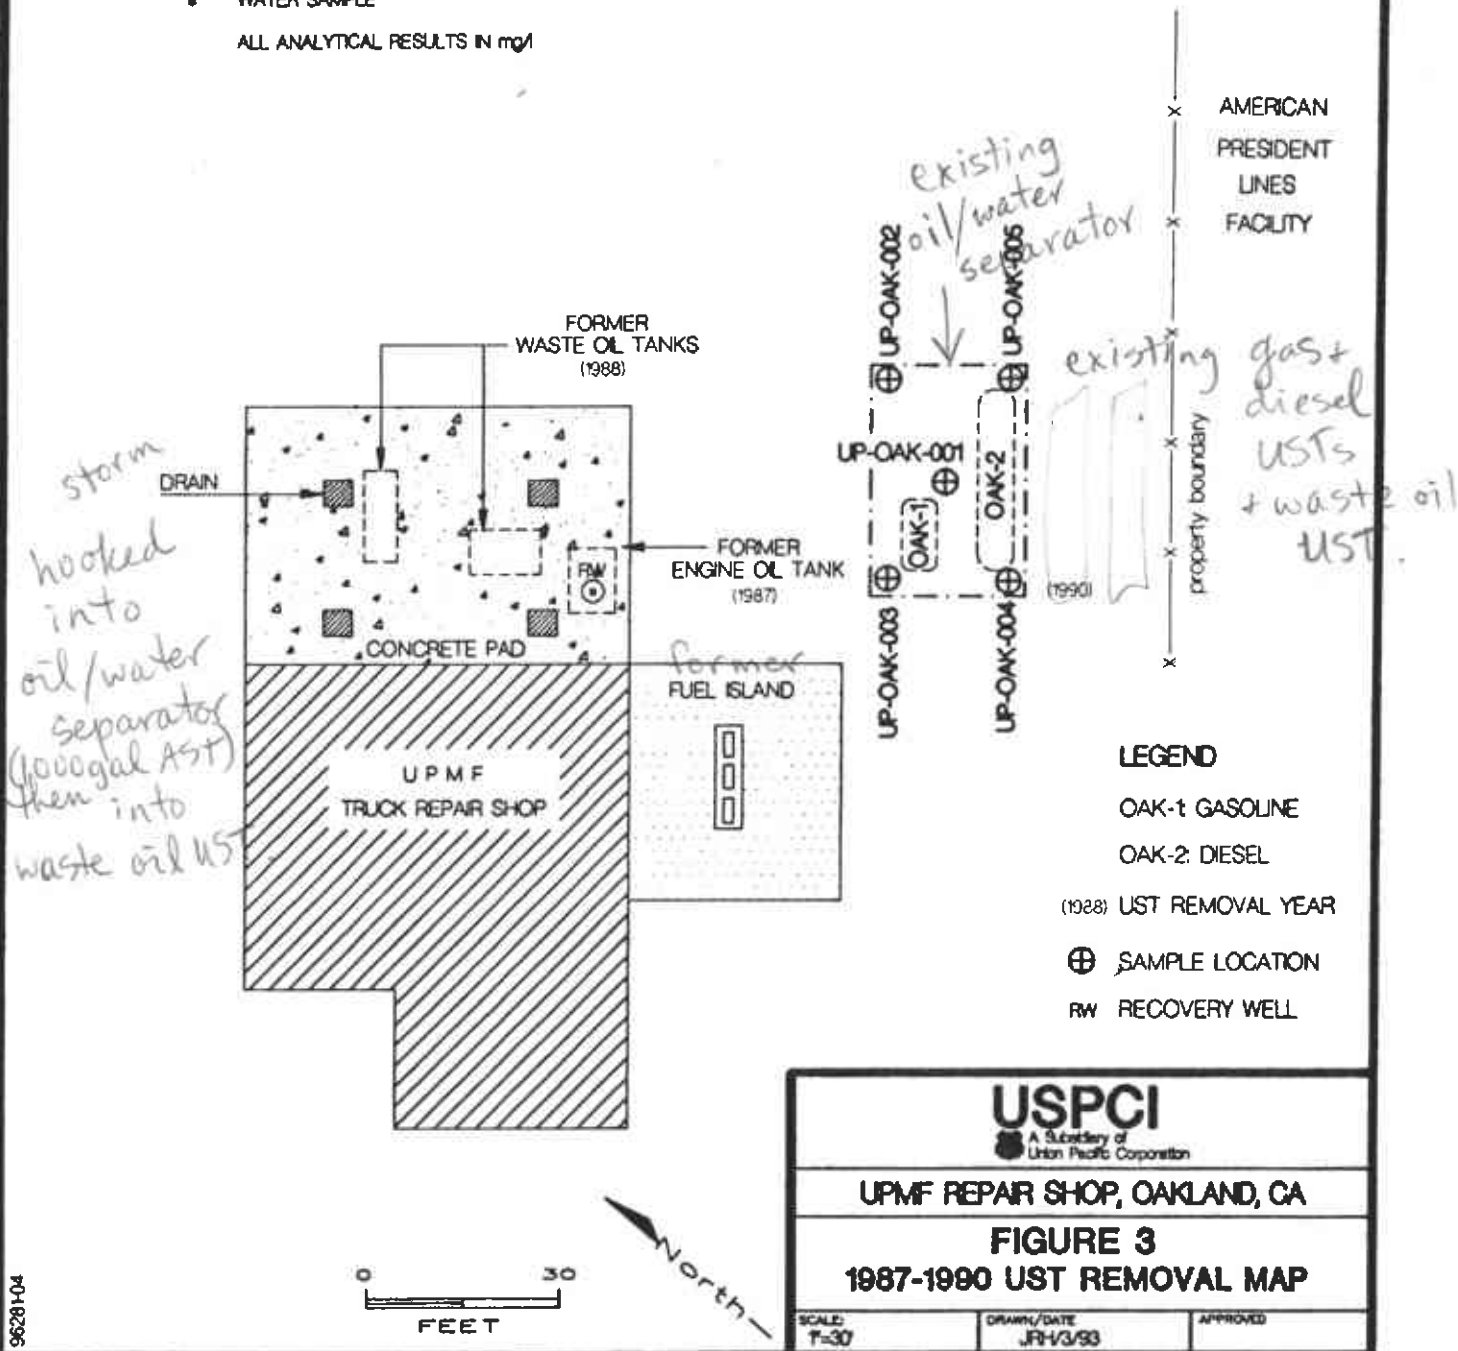 WATER SAMPLE
ALL ANALYTICAL RESULTS IN mg/l
AMERICAN
PRESIDENT
LINES
FACILITY
existing
oil/water
separator
UP-OAK-002
UP-OAK-005
FORMER
WASTE OIL TANKS
(1988)
existing gas +
diesel
USTs
+ waste oil
UST.
property boundary
storm
DRAIN
hooked
into
oil/water
separator
(1000gal AST)
then into
waste oil UST
UP-OAK-001
OAK-2
OAK-1
FORMER
ENGINE OIL TANK
(1987)
RW
(1990)
CONCRETE PAD
UP-OAK-003
UP-OAK-004
former
FUEL ISLAND
UPMF
TRUCK REPAIR SHOP
LEGEND
OAK-1: GASOLINE
OAK-2: DIESEL
(1988) UST REMOVAL YEAR
SAMPLE LOCATION
RW RECOVERY WELL
USPCI
A Subsidiary of
Union Pacific Corporation
UPMF REPAIR SHOP, OAKLAND, CA
FIGURE 3
1987-1990 UST REMOVAL MAP
SCALE: 1"=30'
DRAWN/DATE JRH/3/93
APPROVED
0 30
FEET
North
96281-04